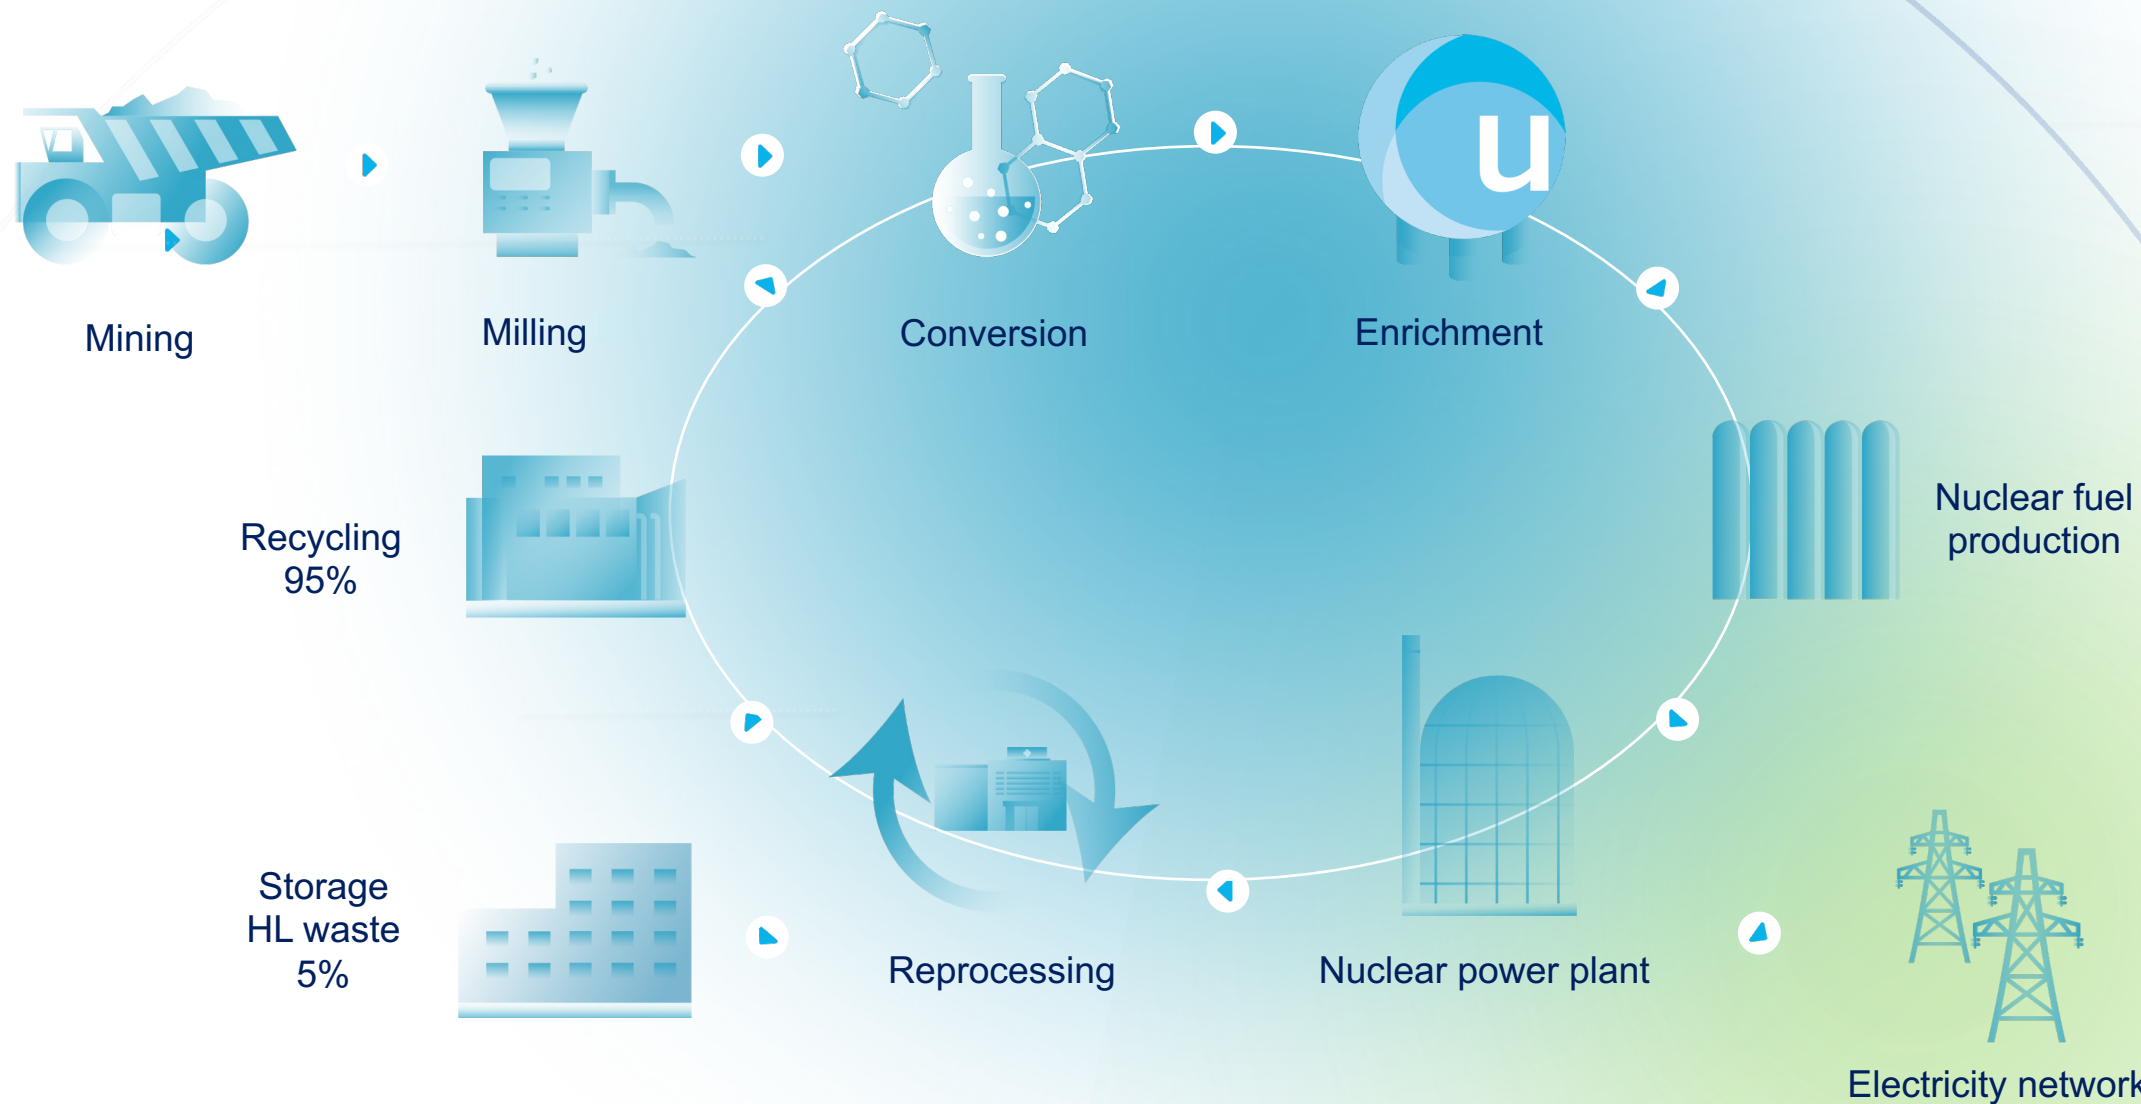 u
Mining
Milling
Conversion
Enrichment
Recycling
95%
Nuclear fuel
production
Storage
HL waste
5%
Reprocessing
Nuclear power plant
Electricity network